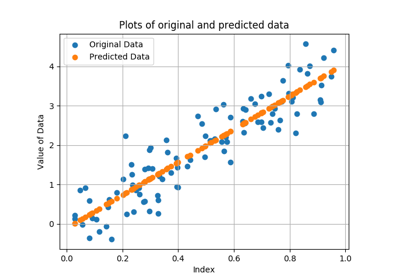 Plots of original and predicted data
Original Data
Predicted Data
Value of Data
4
3
2
1
0
0.0 0.2 0.4 0.6 0.8 1.0
Index